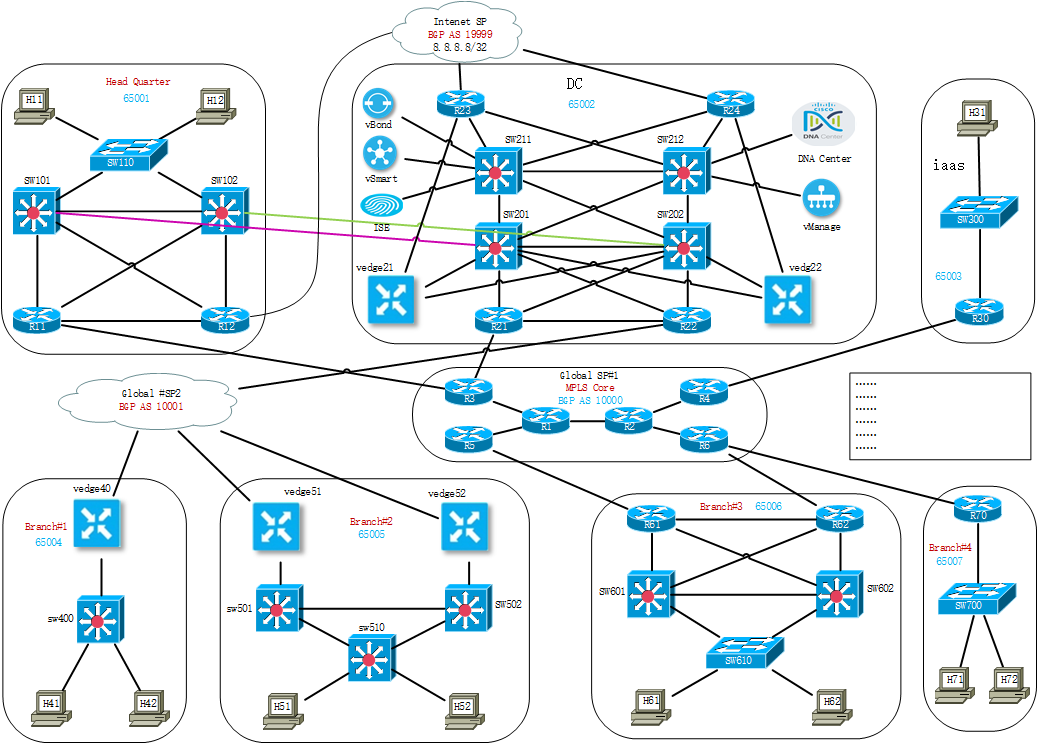 Intenet SP
BGP AS 19999
8.8.8.8/32
Head Quarter
65001
H11
H12
SW110
SW101
SW102
R11
R12
DC
65002
R23
R24
vBond
vSmart
ISE
SW211
SW212
CISCO
DNA Center
DNA Center
vManage
SW201
SW202
vedge21
vedg22
R21
R22
H31
iaas
SW300
65003
R30
Global #SP2
BGP AS 10001
Global SP#1
MPLS Core
BGP AS 10000
R3
R4
R1
R2
R5
R6
......
......
......
......
......
......
vedge40
Branch#1
65004
sw400
H41
H42
vedge51
vedge52
Branch#2
65005
sw501
SW502
sw510
H51
H52
Branch#3
65006
R61
R62
SW601
SW602
SW610
H61
H62
R70
Branch#4
65007
SW700
H71
H72